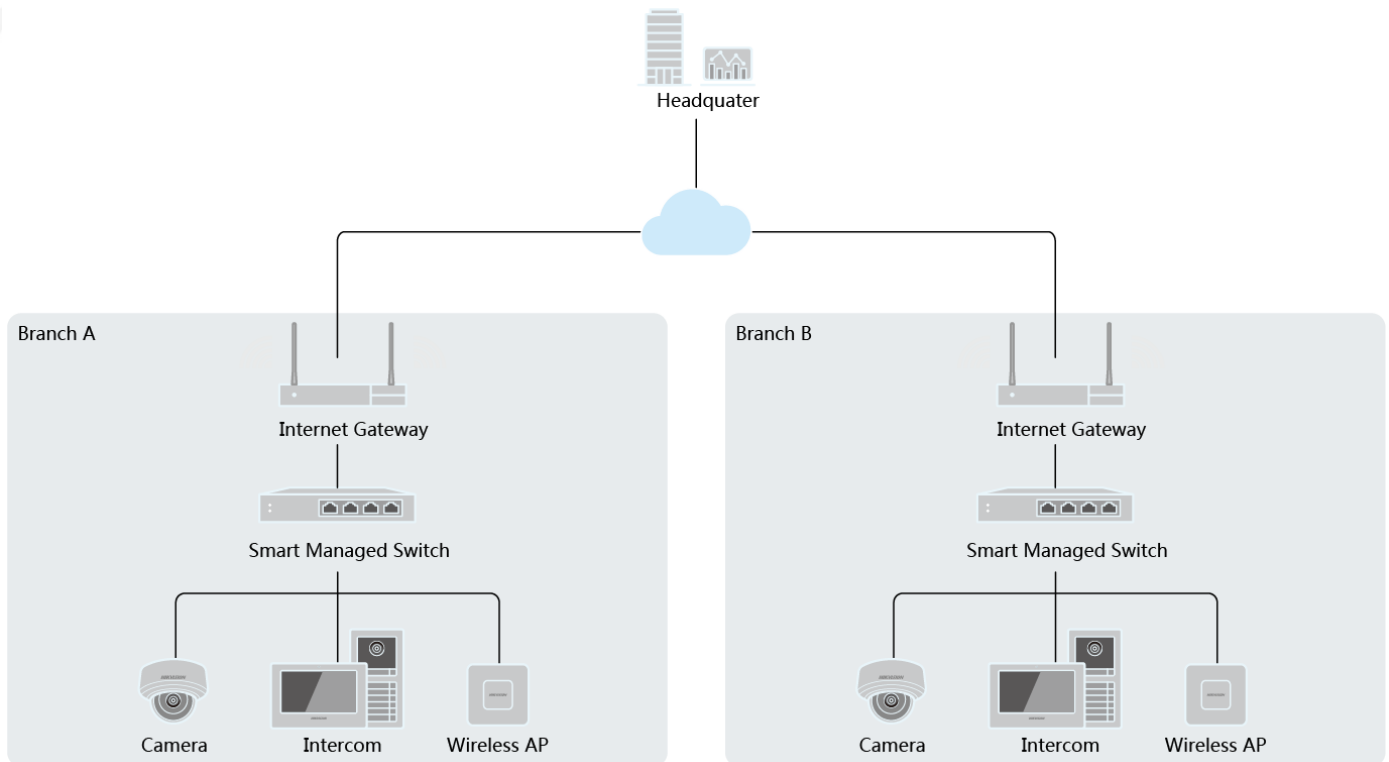 Headquater
Branch A
Branch B
Internet Gateway
Internet Gateway
Smart Managed Switch
Smart Managed Switch
Camera
Intercom
Wireless AP
Camera
Intercom
Wireless AP